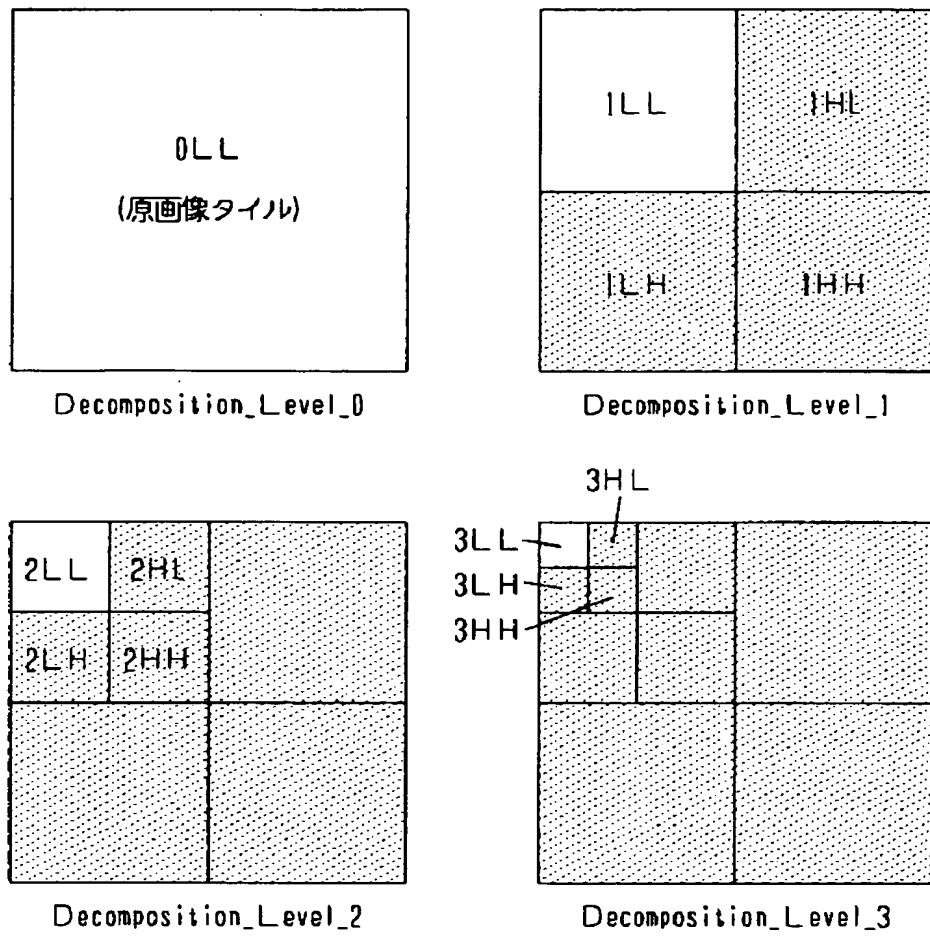 0LL
(原画像タイル)
Decomposition_Level_0
1LL
1HL
1LH
1HH
Decomposition_Level_1
2LL
2HL
2LH
2HH
Decomposition_Level_2
3HL
3LL
3LH
3HH
Decomposition_Level_3